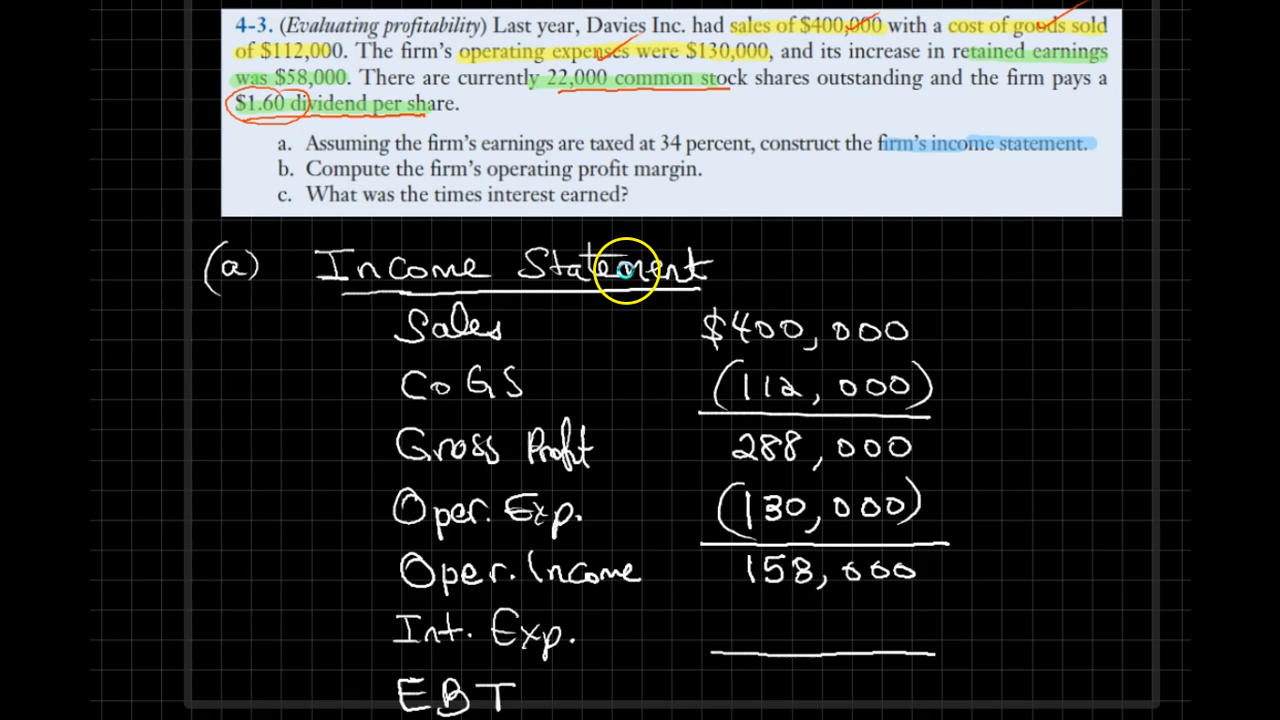 4-3. (Evaluating profitability) Last year, Davies Inc. had sales of $400,000 with a cost of goods sold
of $112,000. The firm's operating expenses were $130,000, and its increase in retained earnings
was $58,000. There are currently 22,000 common stock shares outstanding and the firm pays a
$1.60 dividend per share.
a. Assuming the firm's earnings are taxed at 34 percent, construct the firm's income statement.
b. Compute the firm's operating profit margin.
c. What was the times interest earned?
(a) Income Statement
Sales $400,000
CoGS (112,000)
Gross Profit 288,000
Oper. Exp. (130,000)
Oper. Income 158,000
Int. Exp.
EBT